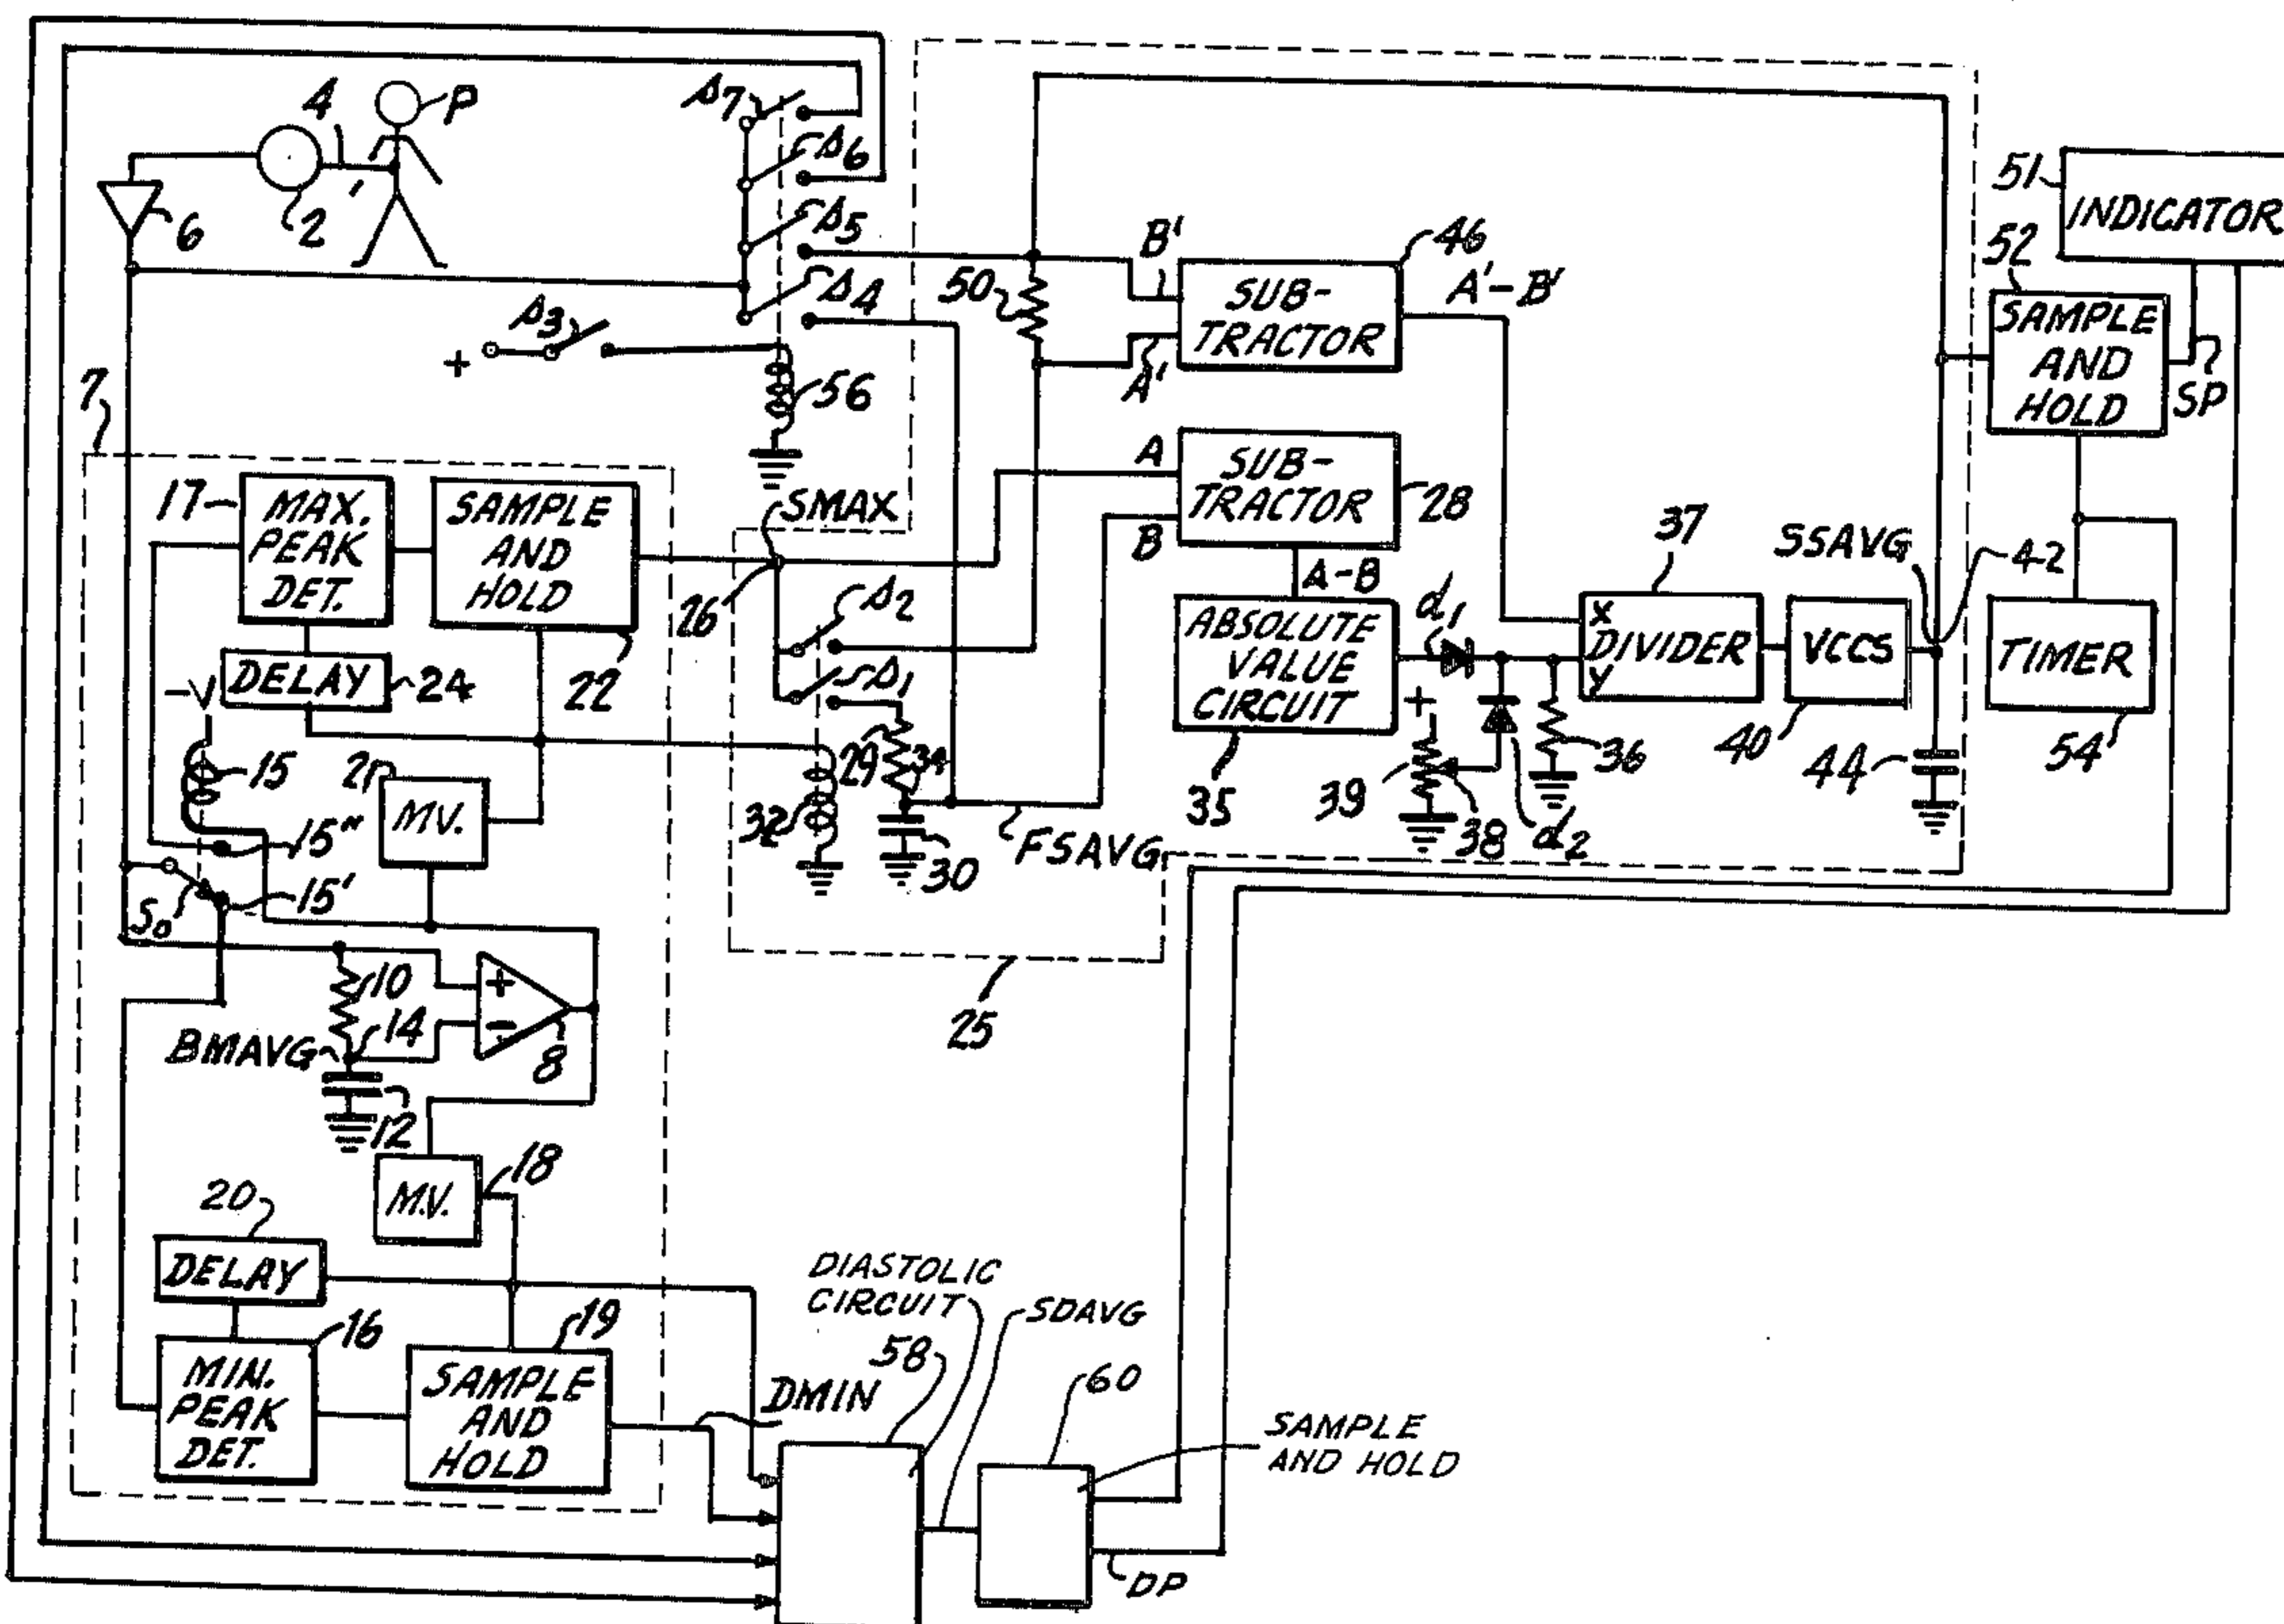 4
P
2
6
S7
S6
S5
S4
S3
+
56
7
50
B'
A'
46
SUB-
TRACTOR
A'-B'
51
INDICATOR
52
SAMPLE
AND
HOLD
SP
17
MAX.
PEAK
DET.
SAMPLE
AND
HOLD
22
DELAY
24
-V
15
15"
15'
S0
21
MV.
SMAX
26
S2
S1
29
34
32
30
FSAVG
A
B
SUB-
TRACTOR
28
A-B
ABSOLUTE
VALUE
CIRCUIT
35
d1
+
39
38
d2
36
37
X
DIVIDER
Y
VCCS
40
SSAVG
42
44
TIMER
54
25
10
14
BMAVG
12
+
-
8
M.V.
18
20
DELAY
16
MIN.
PEAK
DET.
19
SAMPLE
AND
HOLD
DMIN
DIASTOLIC
CIRCUIT
58
SDAVG
60
SAMPLE
AND HOLD
DP